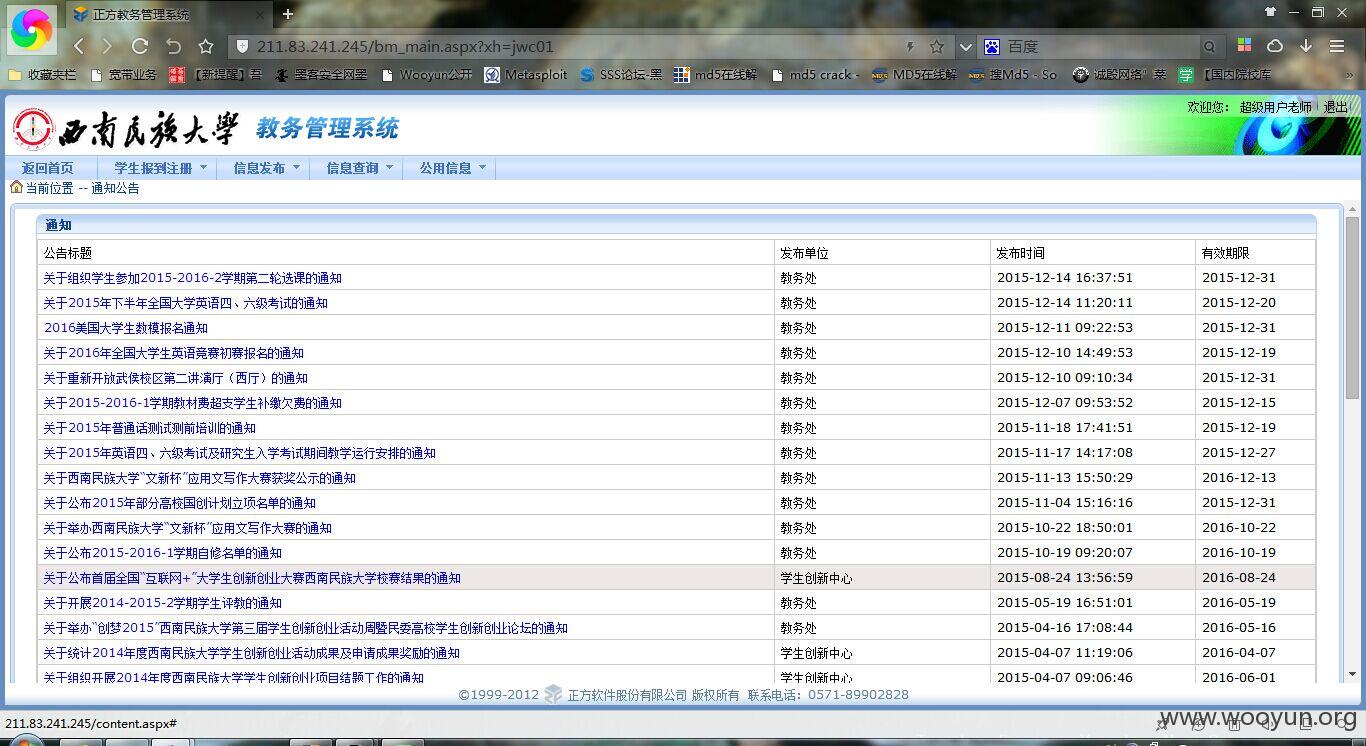 正方教务管理系统
211.83.241.245/bm_main.aspx?xh=jwc01
百度
收藏夹栏 宽带业务 【新提醒】吾 墨客安全网墨 Wooyun公开 Metasploit SSS论坛-黑 md5在线解 md5 crack - MD5在线解 搜Md5 - So 诚殷网络" 菜 【国内院校库 »
欢迎您： 超级用户老师 退出
西南民族大学 教务管理系统
返回首页 学生报到注册 信息发布 信息查询 公用信息
当前位置 -- 通知公告
通知
公告标题 发布单位 发布时间 有效期限
关于组织学生参加2015-2016-2学期第二轮选课的通知 教务处 2015-12-14 16:37:51 2015-12-31
关于2015年下半年全国大学英语四、六级考试的通知 教务处 2015-12-14 11:20:11 2015-12-20
2016美国大学生数模报名通知 教务处 2015-12-11 09:22:53 2015-12-31
关于2016年全国大学生英语竞赛初赛报名的通知 教务处 2015-12-10 14:49:53 2015-12-19
关于重新开放武侯校区第二讲演厅（西厅）的通知 教务处 2015-12-10 09:10:34 2015-12-31
关于2015-2016-1学期教材费超支学生补缴欠费的通知 教务处 2015-12-07 09:53:52 2015-12-15
关于2015年普通话测试测前培训的通知 教务处 2015-11-18 17:41:51 2015-12-19
关于2015年英语四、六级考试及研究生入学考试期间教学运行安排的通知 教务处 2015-11-17 14:17:08 2015-12-27
关于西南民族大学“文新杯”应用文写作大赛获奖公示的通知 教务处 2015-11-13 15:50:29 2016-12-13
关于公布2015年部分高校国创计划立项名单的通知 教务处 2015-11-04 15:16:16 2015-12-31
关于举办西南民族大学“文新杯”应用文写作大赛的通知 教务处 2015-10-22 18:50:01 2016-10-22
关于公布2015-2016-1学期自修名单的通知 教务处 2015-10-19 09:20:07 2016-10-19
关于公布首届全国“互联网+”大学生创新创业大赛西南民族大学校赛结果的通知 学生创新中心 2015-08-24 13:56:59 2016-08-24
关于开展2014-2015-2学期学生评教的通知 教务处 2015-05-19 16:51:01 2016-05-19
关于举办“创梦2015”西南民族大学第三届学生创新创业活动周暨民委高校学生创新创业论坛的通知 教务处 2015-04-16 17:08:44 2016-05-16
关于统计2014年度西南民族大学学生创新创业活动成果及申请成果奖励的通知 学生创新中心 2015-04-07 11:19:06 2016-04-07
关于组织开展2014年度西南民族大学学生创新创业项目结题工作的通知 学生创新中心 2015-04-07 09:06:46 2016-06-01
©1999-2012 正方软件股份有限公司 版权所有 联系电话：0571-89902828
211.83.241.245/content.aspx#
www.wooyun.org